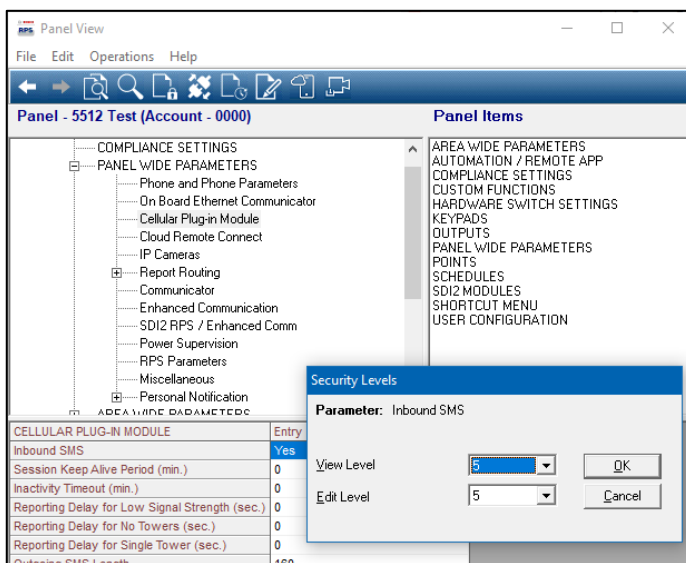 BOSCH
RPS Panel View
File Edit Operations Help
Panel - 5512 Test (Account - 0000)
Panel Items
COMPLIANCE SETTINGS
PANEL WIDE PARAMETERS
Phone and Phone Parameters
On Board Ethernet Communicator
Cellular Plug-in Module
Cloud Remote Connect
IP Cameras
Report Routing
Communicator
Enhanced Communication
SDI2 RPS / Enhanced Comm
Power Supervision
RPS Parameters
Miscellaneous
Personal Notification
AREA WIDE PARAMETERS
AREA WIDE PARAMETERS
AUTOMATION / REMOTE APP
COMPLIANCE SETTINGS
CUSTOM FUNCTIONS
HARDWARE SWITCH SETTINGS
KEYPADS
OUTPUTS
PANEL WIDE PARAMETERS
POINTS
SCHEDULES
SDI2 MODULES
SHORTCUT MENU
USER CONFIGURATION
Security Levels
Parameter: Inbound SMS
View Level 5 OK
Edit Level 5 Cancel
CELLULAR PLUG-IN MODULE Entry
Inbound SMS Yes
Session Keep Alive Period (min.) 0
Inactivity Timeout (min.) 0
Reporting Delay for Low Signal Strength (sec.) 0
Reporting Delay for No Towers (sec.) 0
Reporting Delay for Single Tower (sec.) 0
Outgoing SMS Length 160